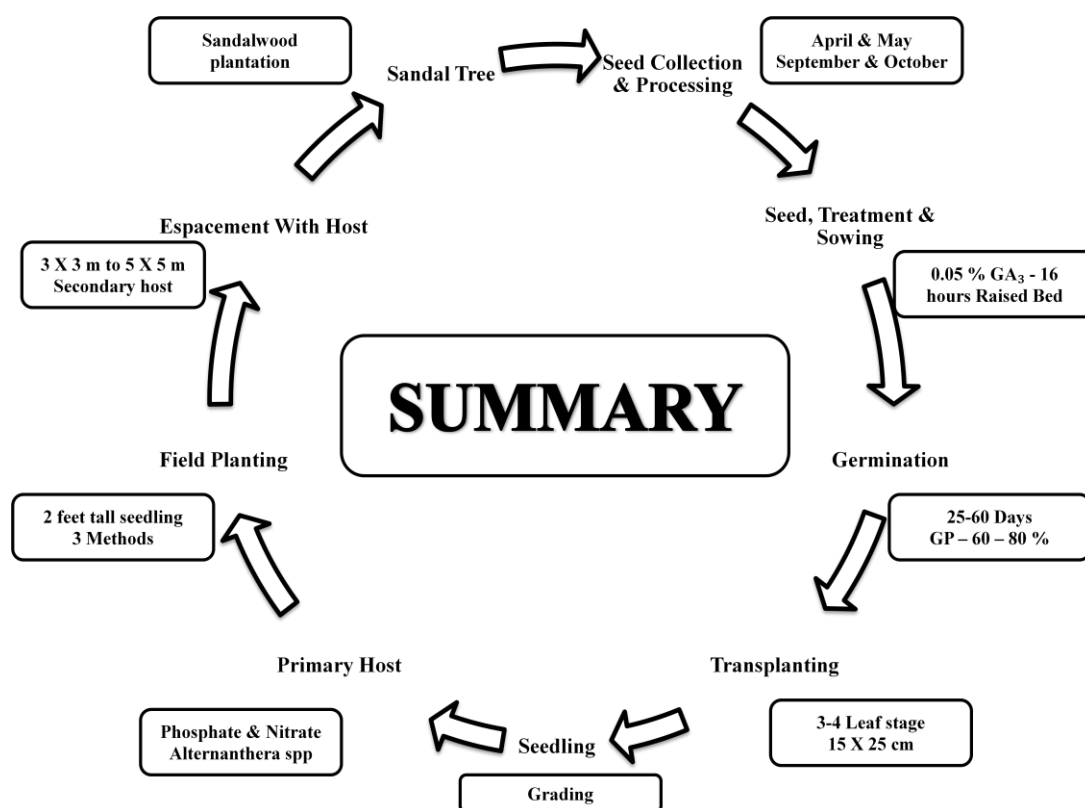 Sandalwood
plantation
Sandal Tree
Seed Collection
& Processing
April & May
September & October
Seed, Treatment &
Sowing
0.05 % GA₃ - 16
hours Raised Bed
Germination
25-60 Days
GP – 60 – 80 %
Transplanting
3-4 Leaf stage
15 X 25 cm
Seedling
Grading
Primary Host
Phosphate & Nitrate
Alternanthera spp
Field Planting
2 feet tall seedling
3 Methods
Espacement With Host
3 X 3 m to 5 X 5 m
Secondary host
SUMMARY